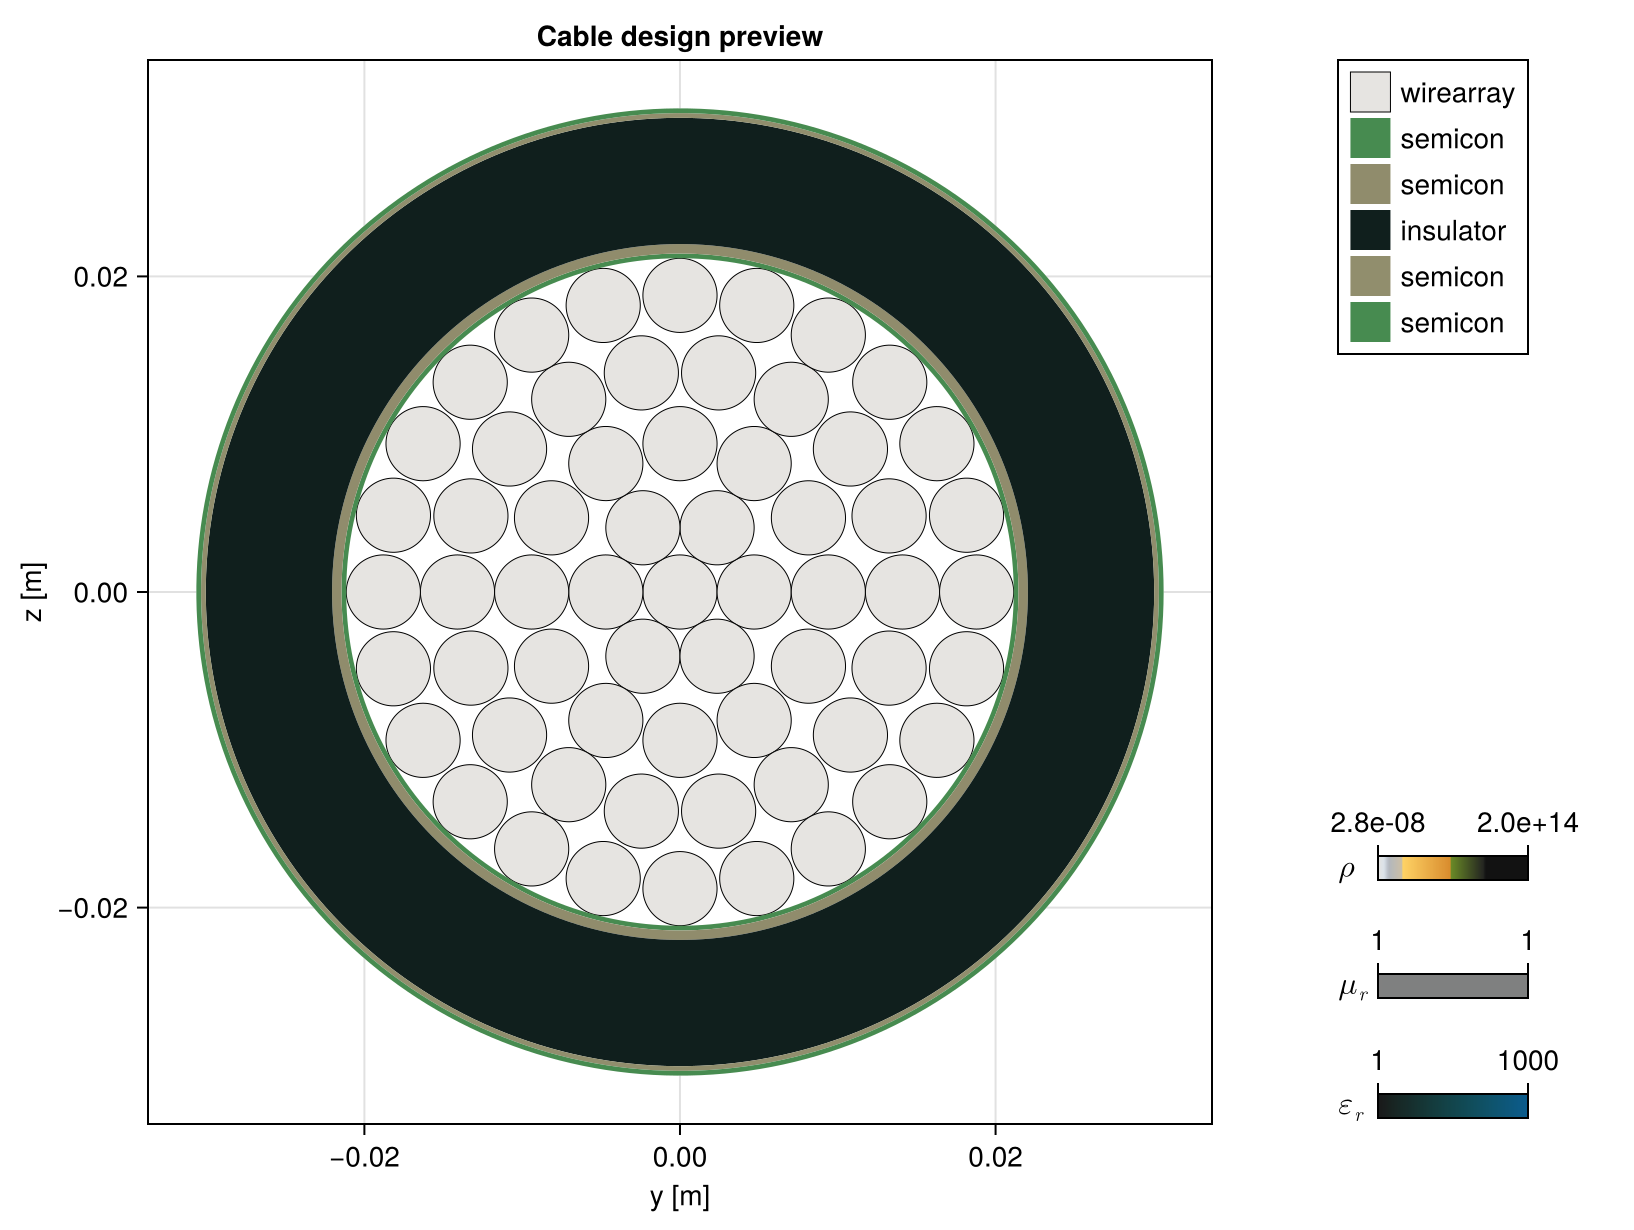 Cable design preview
wirearray
semicon
semicon
insulator
semicon
semicon
0.02
0.00
−0.02
z [m]
−0.02 0.00 0.02
y [m]
2.8e-08 2.0e+14
ρ
1 1
μr
1 1000
εr